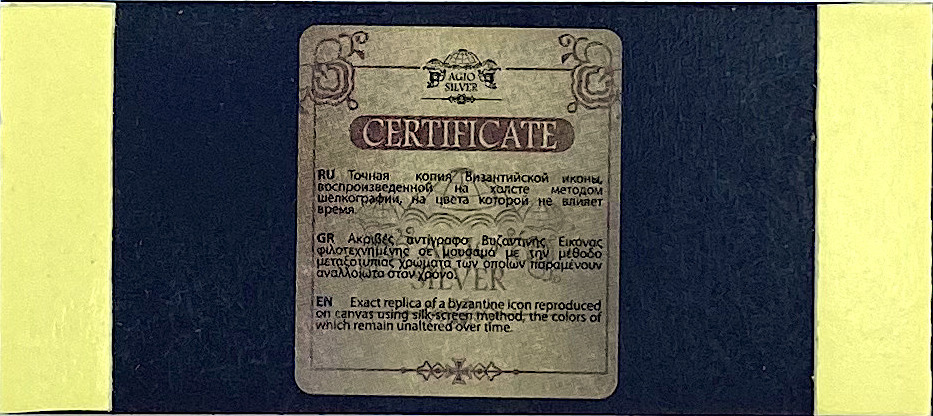 AGIO
SILVER
CERTIFICATE
RU Точная копия Византийской иконы,
воспроизведенной на холсте методом
шелкографии, на цвета которой не влияет
время.
GR Ακριβές αντίγραφο Βυζαντινής Εικόνας
φιλοτεχνημένης σε μουσαμά με την μέθοδο
μεταξοτυπίας χρώματα των οποίων παραμένουν
αναλλοίωτα στον χρόνο.
SILVER
EN Exact replica of a byzantine icon reproduced
on canvas using silk-screen method, the colors of
which remain unaltered over time.